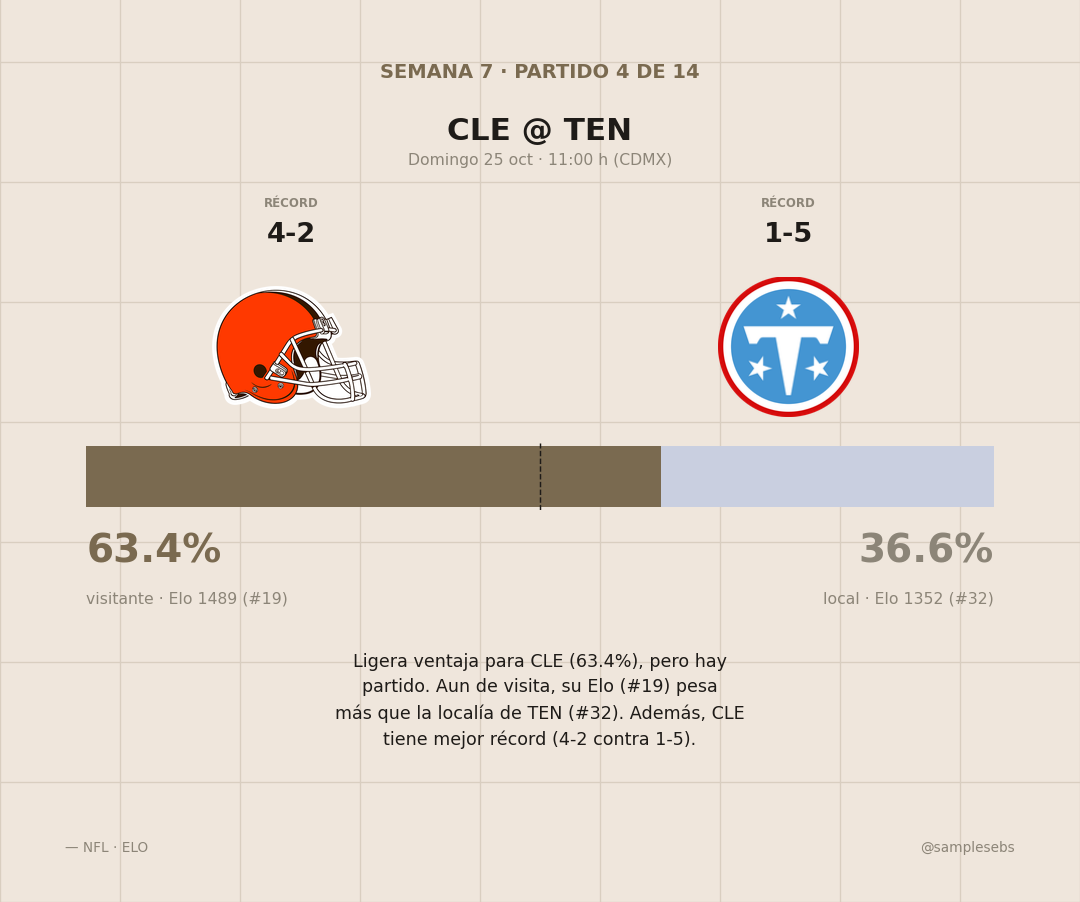 SEMANA 7 · PARTIDO 4 DE 14
CLE @ TEN
Domingo 25 oct · 11:00 h (CDMX)
RÉCORD
4-2
RÉCORD
1-5
63.4%
36.6%
visitante · Elo 1489 (#19)
local · Elo 1352 (#32)
Ligera ventaja para CLE (63.4%), pero hay
partido. Aun de visita, su Elo (#19) pesa
más que la localía de TEN (#32). Además, CLE
tiene mejor récord (4-2 contra 1-5).
— NFL · ELO
@samplesebs